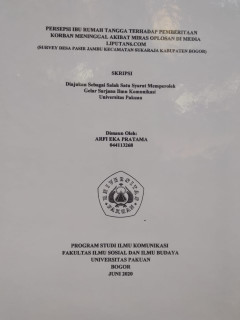 PERSEPSI IBU RUMAH TANGGA TERHADAP PEMBERITAAN
KORBAN MENINGGAL AKIBAT MIRAS OPLOSAN DI MEDIA
LIPUTAN6.COM
(SURVEY DESA PASIR JAMBU KECAMATAN SUKARAJA KABUPATEN BOGOR)
SKRIPSI
Diajukan Sebagai Salah Satu Syarat Memperoleh
Gelar Sarjana Ilmu Komunikasi
Universitas Pakuan
Disusun Oleh:
ARFI EKA PRATAMA
044113268
PROGRAM STUDI ILMU KOMUNIKASI
FAKULTAS ILMU SOSIAL DAN ILMU BUDAYA
UNIVERSITAS PAKUAN
BOGOR
JUNI 2020